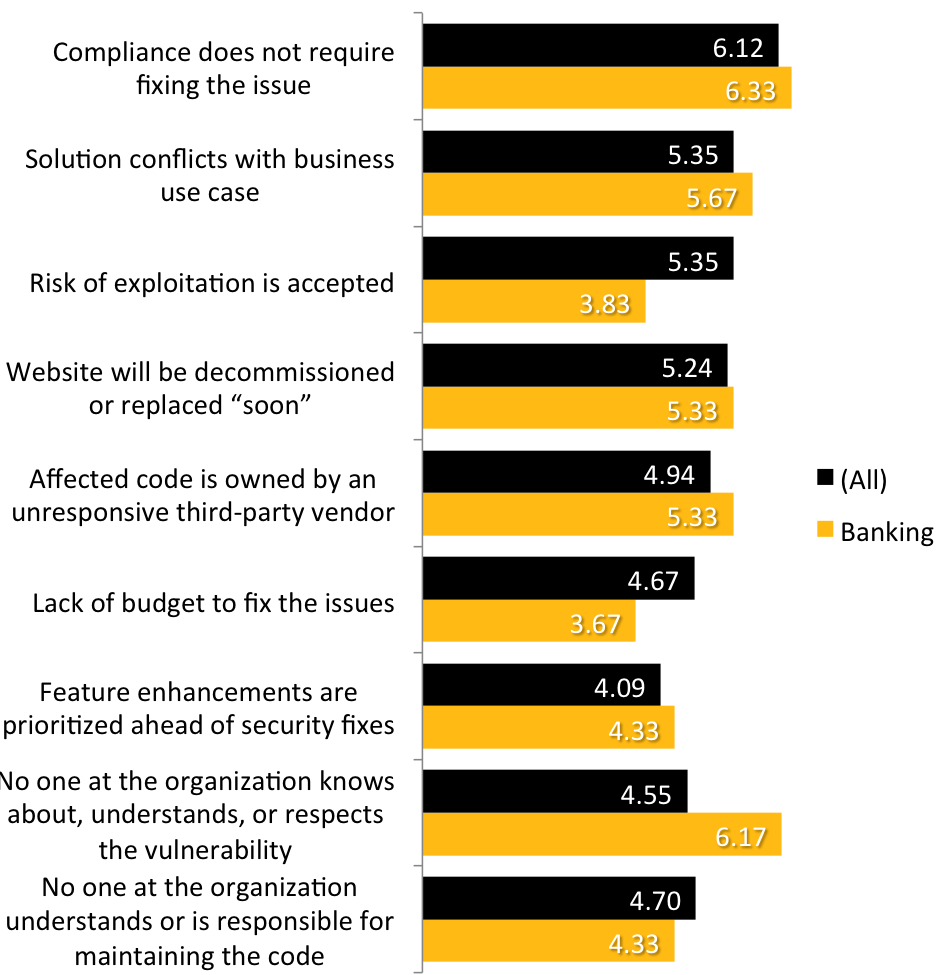 Compliance does not require
fixing the issue
6.12
6.33
Solution conflicts with business
use case
5.35
5.67
Risk of exploitation is accepted
5.35
3.83
Website will be decommissioned
or replaced “soon”
5.24
5.33
Affected code is owned by an
unresponsive third-party vendor
4.94
5.33
Lack of budget to fix the issues
4.67
3.67
Feature enhancements are
prioritized ahead of security fixes
4.09
4.33
No one at the organization knows
about, understands, or respects
the vulnerability
4.55
6.17
No one at the organization
understands or is responsible for
maintaining the code
4.70
4.33
(All)
Banking